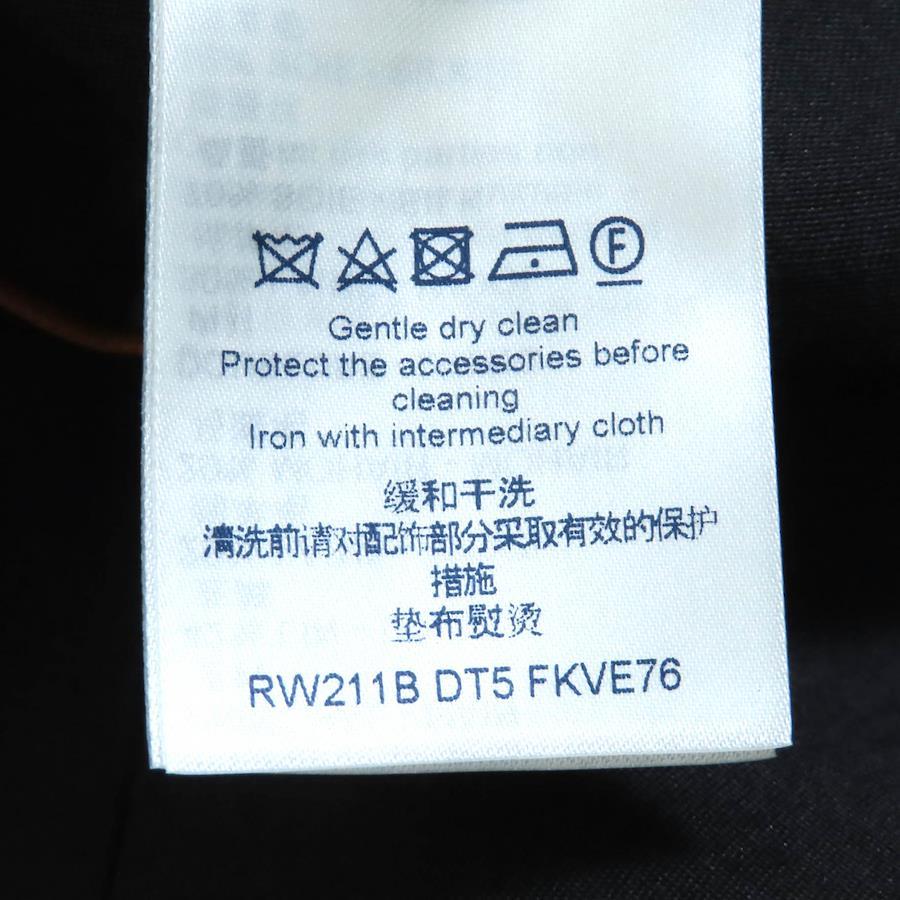 F
Gentle dry clean
Protect the accessories before
cleaning
Iron with intermediary cloth
缓和干洗
清洗前请对配饰部分采取有效的保护
措施
垫布熨烫
RW211B DT5 FKVE76